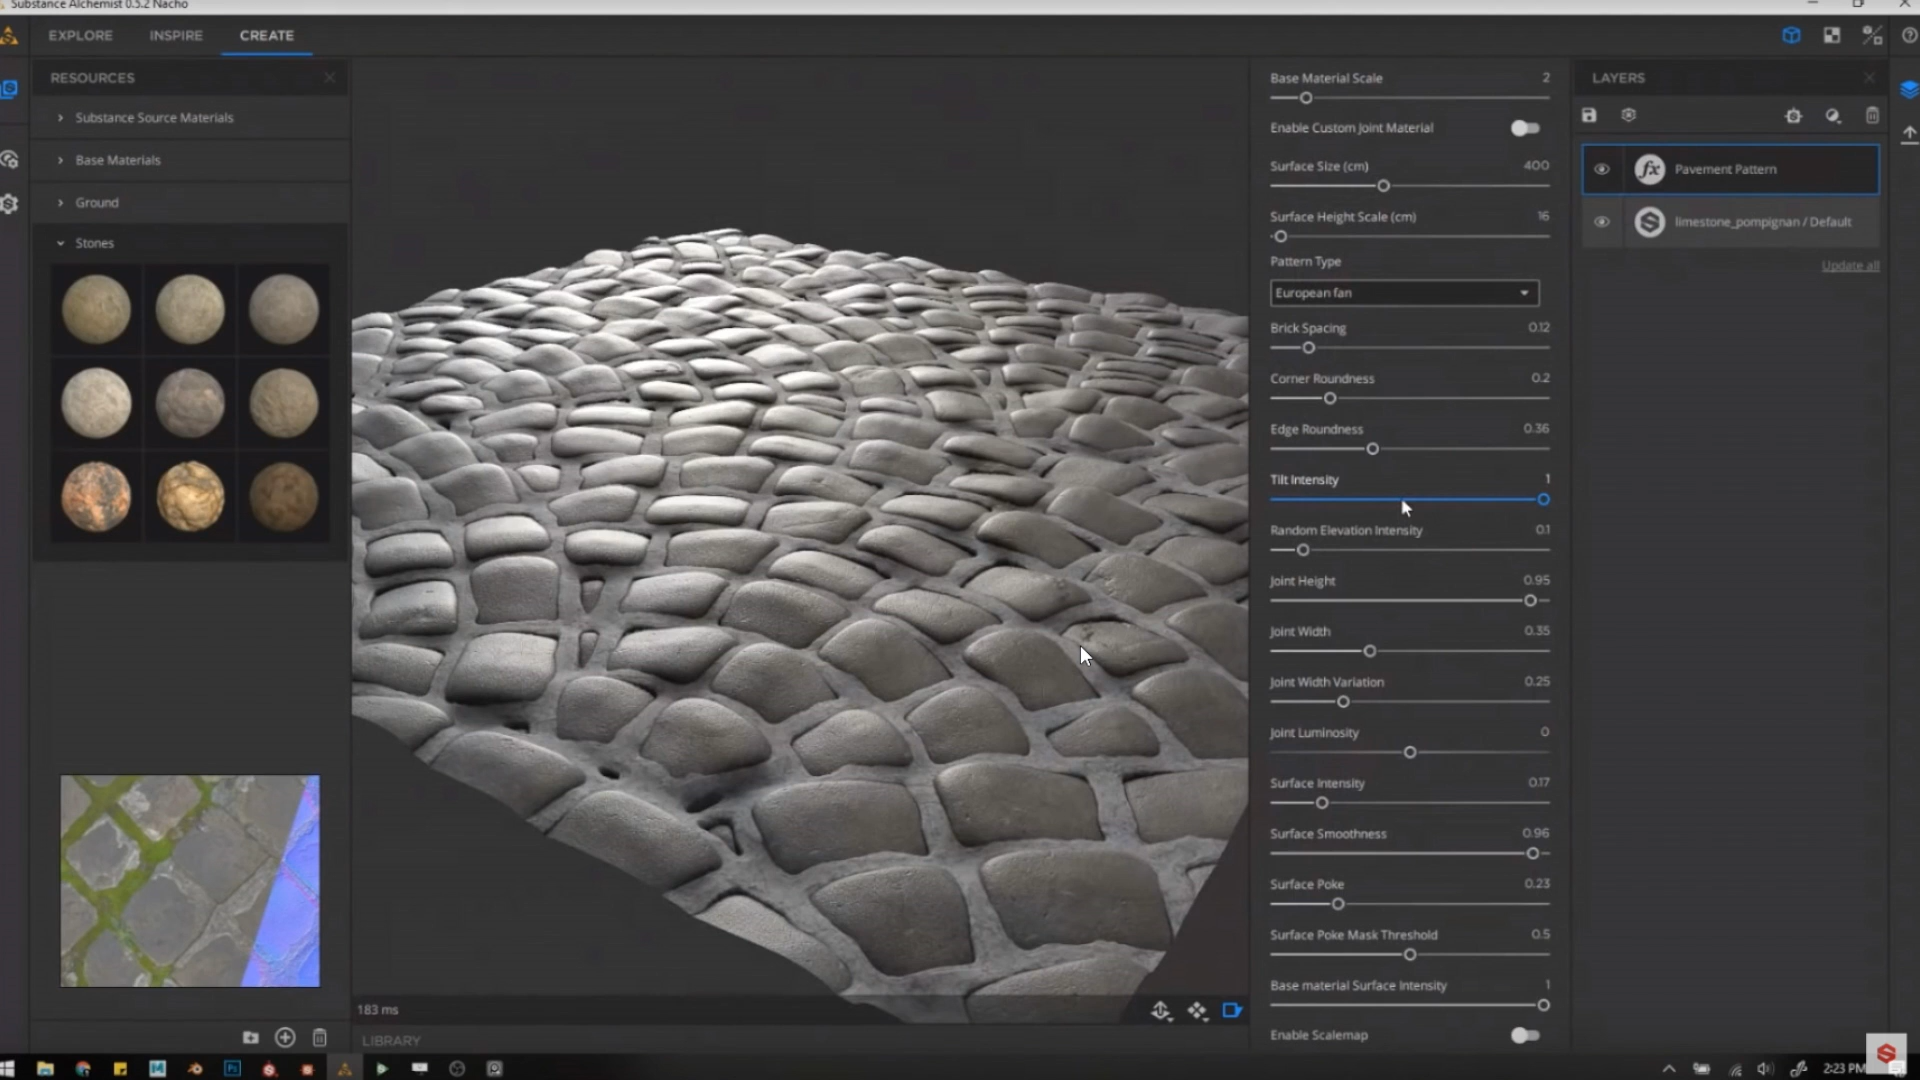 Substance Alchemist 0.5.2 Nacho
EXPLORE
INSPIRE
CREATE
RESOURCES
Substance Source Materials
Base Materials
Ground
Stones
183 ms
LIBRARY
Base Material Scale 2
Enable Custom Joint Material
Surface Size (cm) 400
Surface Height Scale (cm) 16
Pattern Type
European fan
Brick Spacing 0.12
Corner Roundness 0.2
Edge Roundness 0.36
Tilt Intensity 1
Random Elevation Intensity 0.1
Joint Height 0.95
Joint Width 0.35
Joint Width Variation 0.25
Joint Luminosity 0
Surface Intensity 0.17
Surface Smoothness 0.96
Surface Poke 0.23
Surface Poke Mask Threshold 0.5
Base material Surface Intensity 1
Enable Scalemap
LAYERS
fx Pavement Pattern
limestone_pompignan / Default
Update all
Ps
2:23 PM